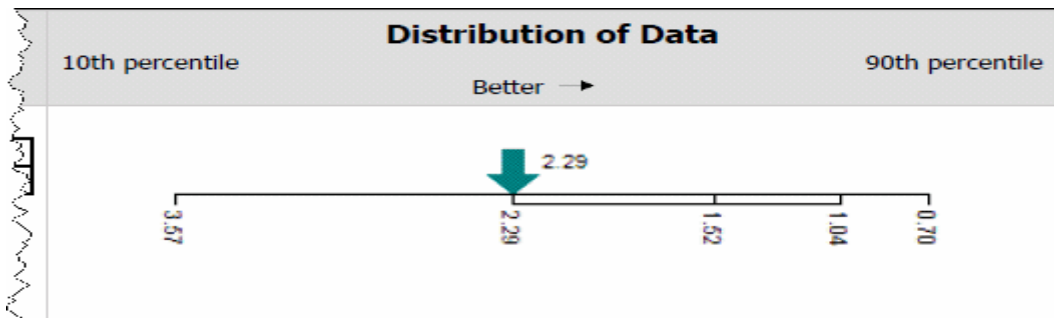 Distribution of Data
10th percentile
90th percentile
Better →
2.29
3.57
2.29
1.52
1.04
0.70